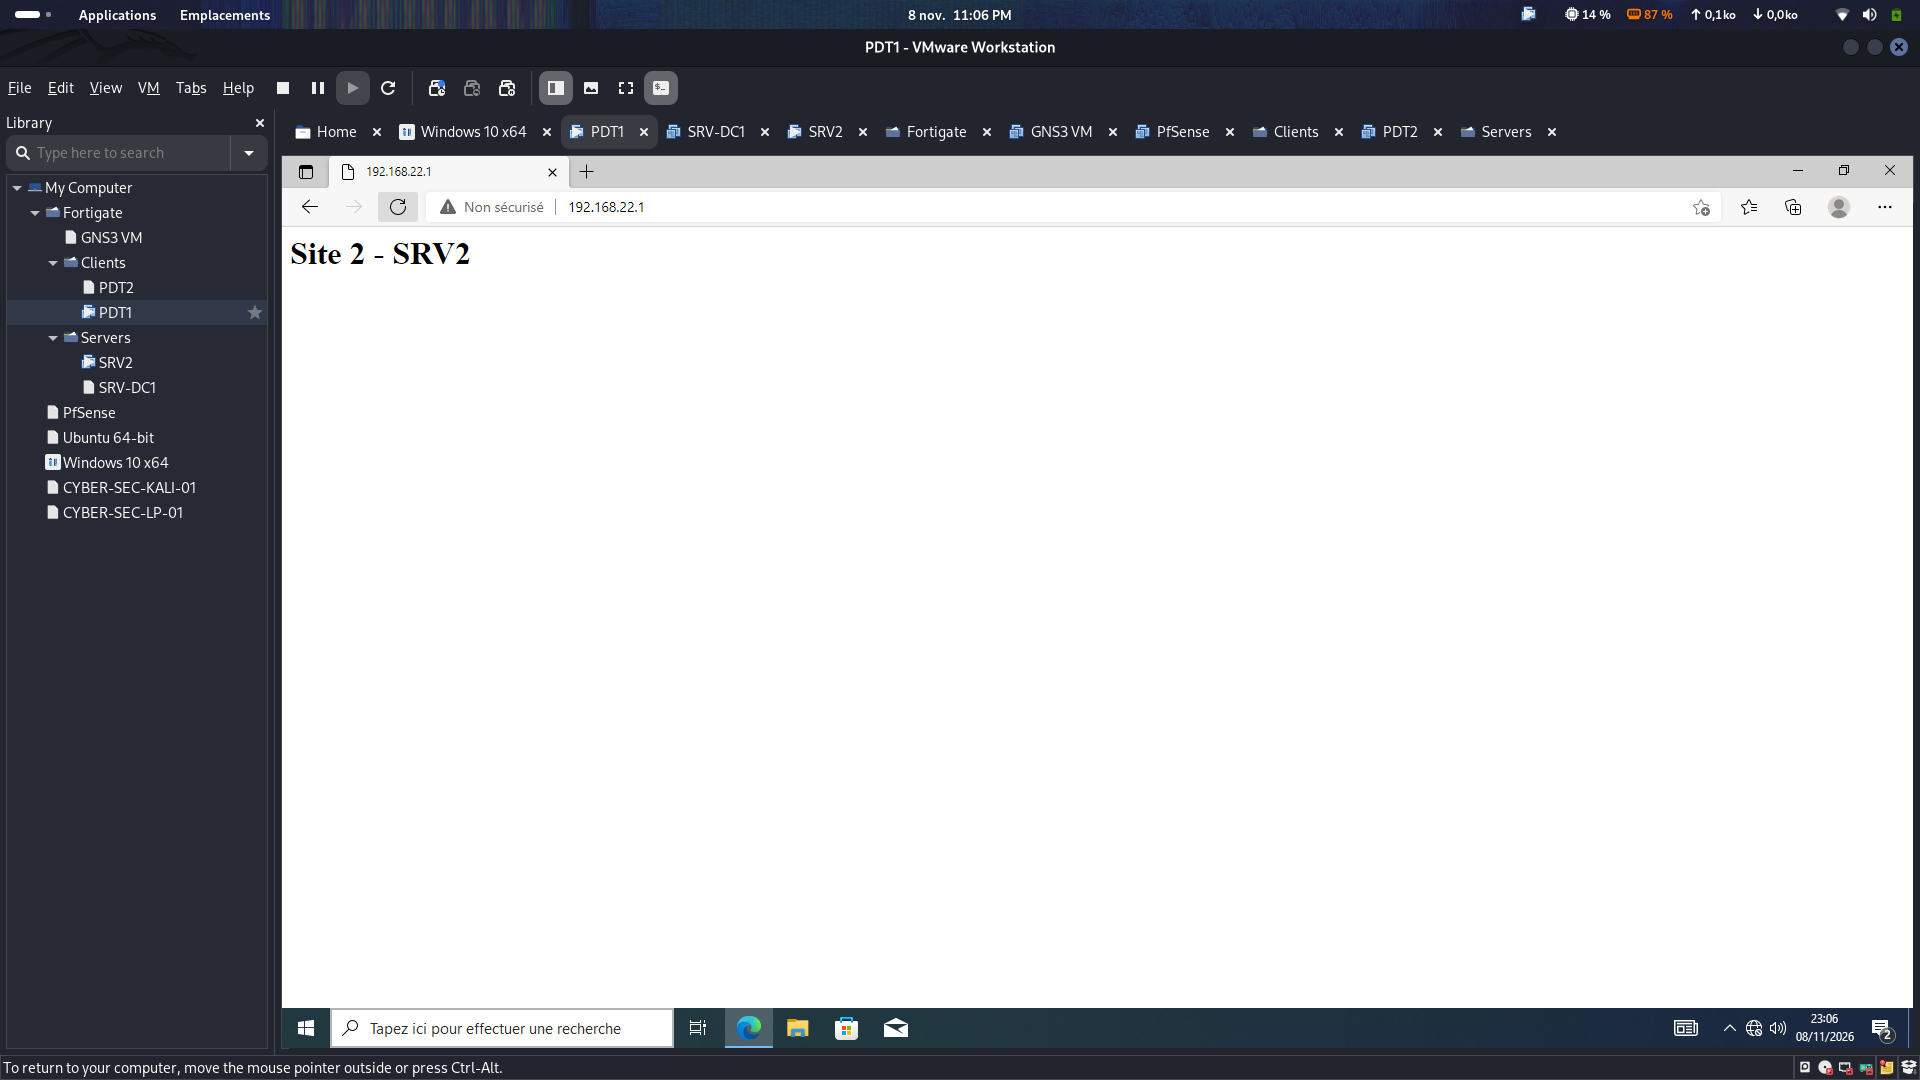 Applications Emplacements 8 nov. 11:06 PM 14 % 87 % 0,1ko 0,0ko
PDT1 - VMware Workstation
File Edit View VM Tabs Help
Library
Home Windows 10 x64 PDT1 SRV-DC1 SRV2 Fortigate GNS3 VM PfSense Clients PDT2 Servers
Type here to search
My Computer
Fortigate
GNS3 VM
Clients
PDT2
PDT1
Servers
SRV2
SRV-DC1
PfSense
Ubuntu 64-bit
Windows 10 x64
CYBER-SEC-KALI-01
CYBER-SEC-LP-01
192.168.22.1
Non sécurisé 192.168.22.1
Site 2 - SRV2
Tapez ici pour effectuer une recherche
23:06
08/11/2026
2
To return to your computer, move the mouse pointer outside or press Ctrl-Alt.